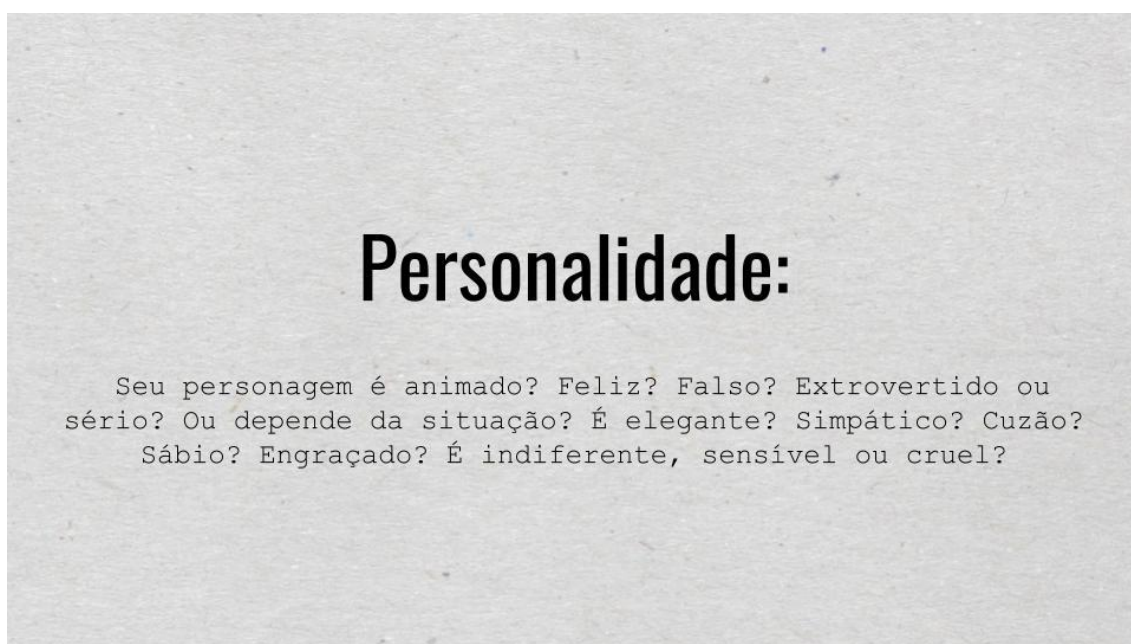 Personalidade:
Seu personagem é animado? Feliz? Falso? Extrovertido ou
sério? Ou depende da situação? É elegante? Simpático? Cuzão?
Sábio? Engraçado? É indiferente, sensível ou cruel?